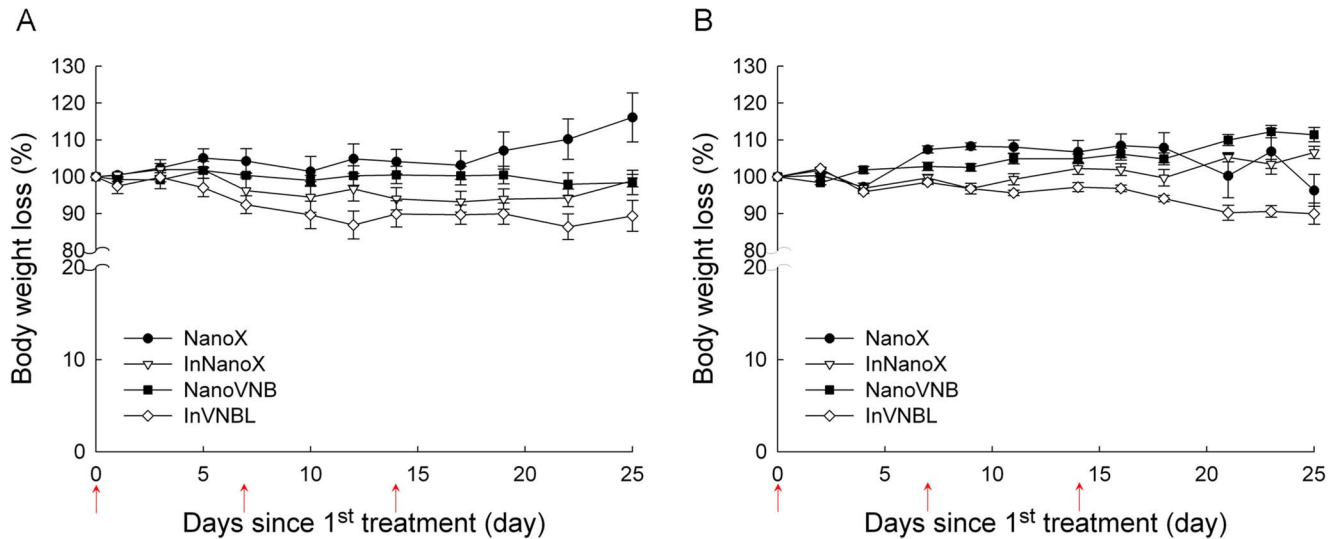 A
130
120
110
100
90
80
20
10
0
Body weight loss (%)
NanoX
InNanoX
NanoVNB
InVNBL
0 5 10 15 20 25
Days since 1st treatment (day)
B
130
120
110
100
90
80
20
10
0
Body weight loss (%)
NanoX
InNanoX
NanoVNB
InVNBL
0 5 10 15 20 25
Days since 1st treatment (day)